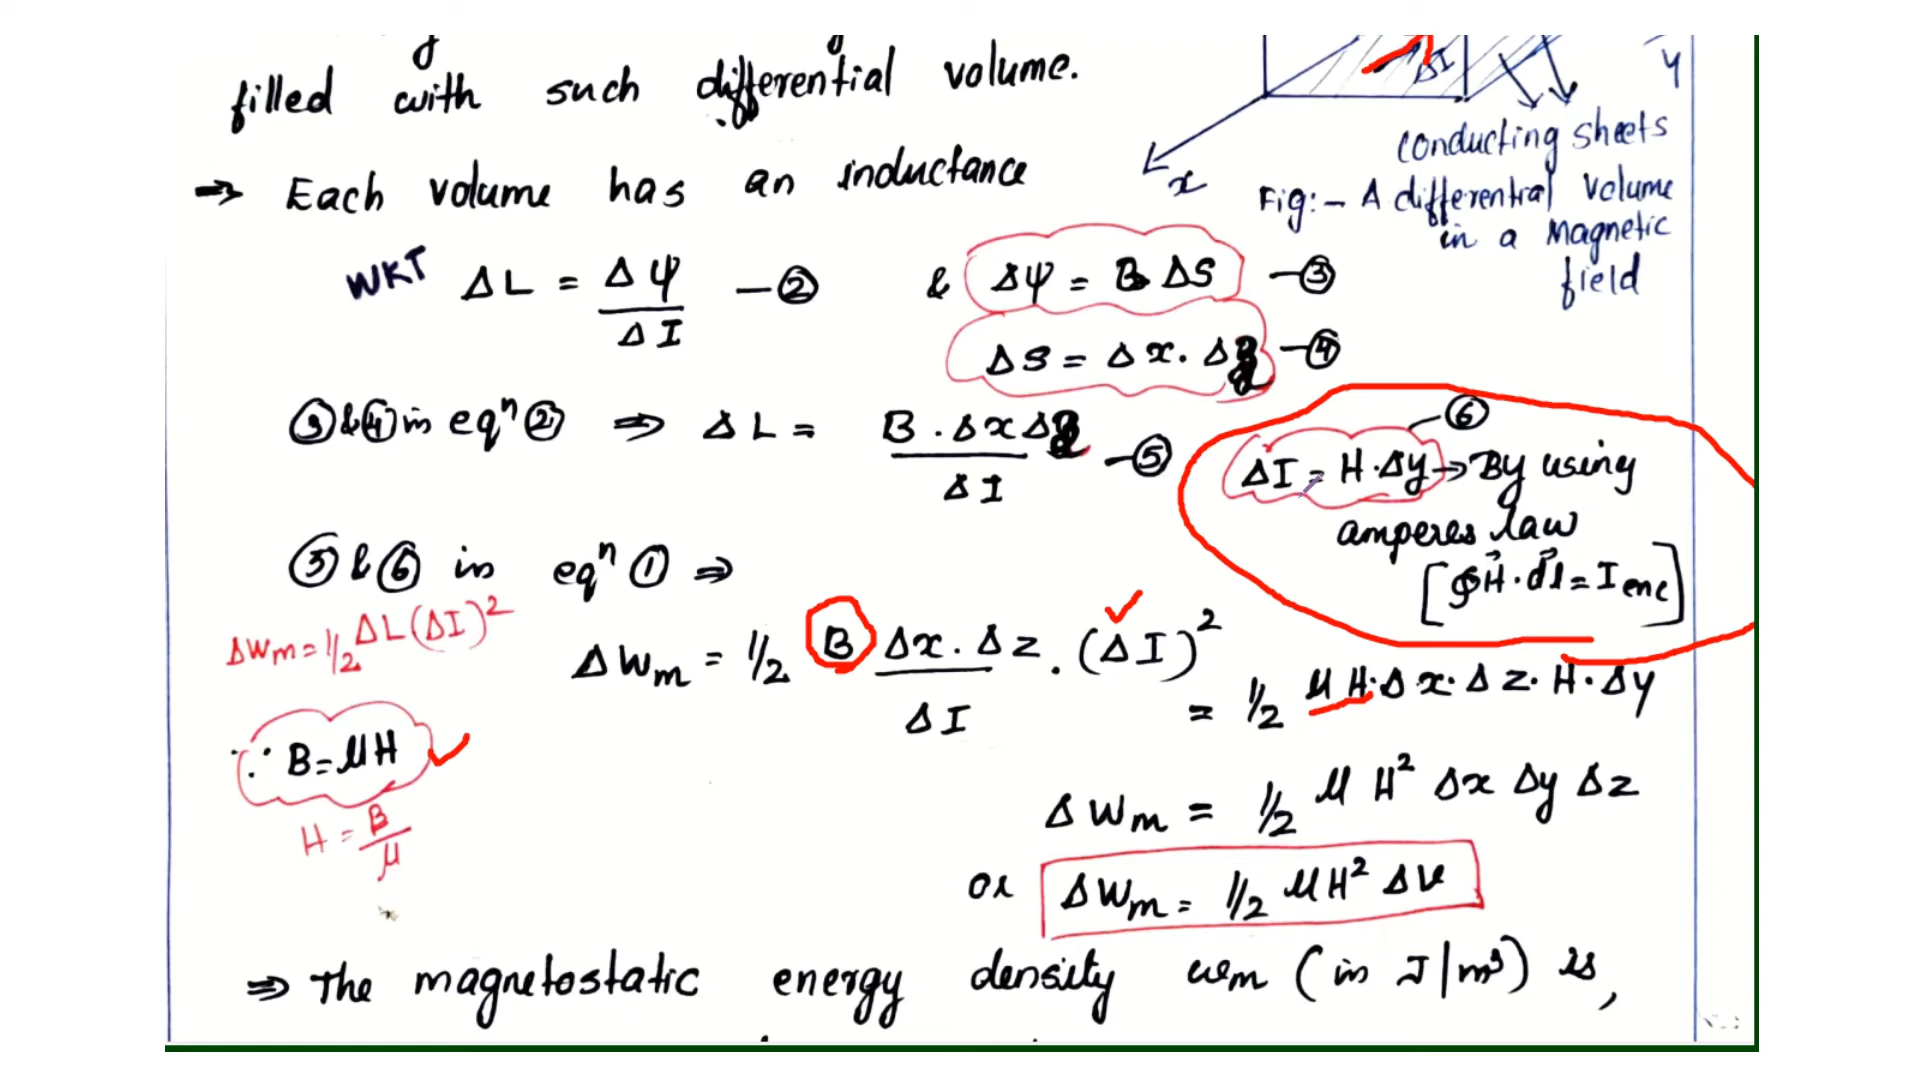 filled with such differential volume.
ΔI
y
x
conducting sheets
Fig:- A differential volume
in a magnetic
field
⇒ Each volume has an inductance
WKT ΔL = Δψ/ΔI —②
& Δψ = B ΔS —③
ΔS = Δx. Δz —④
③ & ④ in eqⁿ ② ⇒ ΔL = B . Δx Δz / ΔI —⑤
ΔI = H.Δy → By using —⑥
amperes law
[∮H⃗ . dl⃗ = I enc]
⑤ & ⑥ in eqⁿ ① ⇒
ΔWm = 1/2 ΔL(ΔI)²
ΔWm = 1/2 B Δx. Δz / ΔI . (ΔI)²
= 1/2 μ H. Δx. Δz. H. Δy
∵ B = μH
H = B/μ
ΔWm = 1/2 μ H² Δx Δy Δz
or ΔWm = 1/2 μH² Δv
⇒ The magnetostatic energy density wm (in J/m³) is,